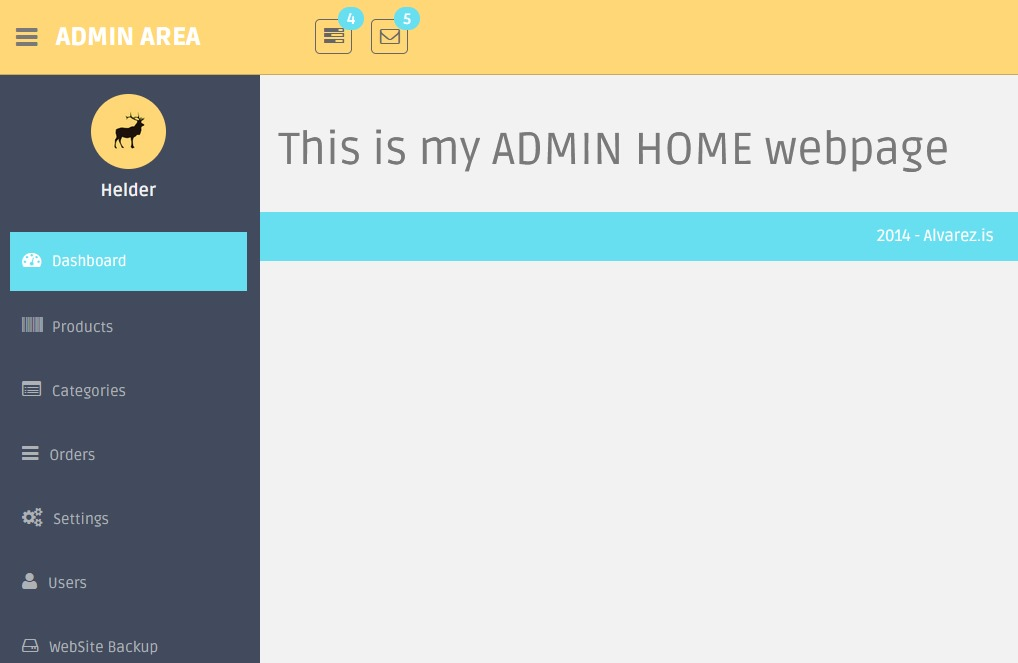 ADMIN AREA
4
5
Helder
Dashboard
Products
Categories
Orders
Settings
Users
WebSite Backup
This is my ADMIN HOME webpage
2014 - Alvarez.is